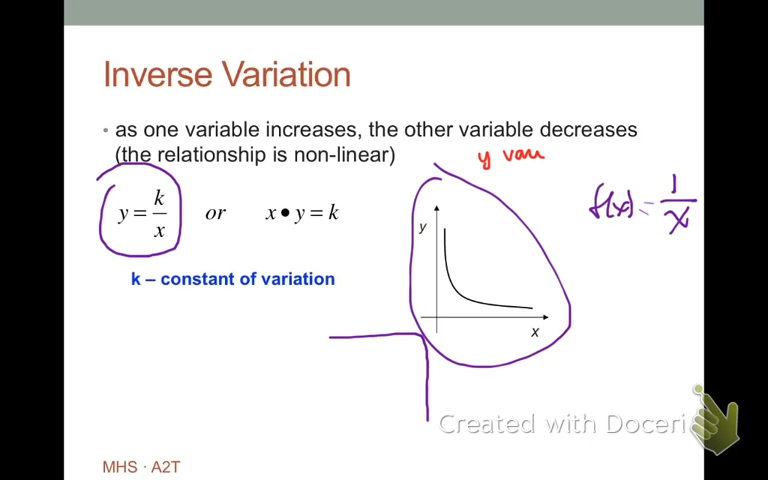 Inverse Variation
• as one variable increases, the other variable decreases
(the relationship is non-linear)
y vari
y = k/x or x • y = k
f(x) = 1/x
k – constant of variation
y
x
Created with Doceri
MHS · A2T